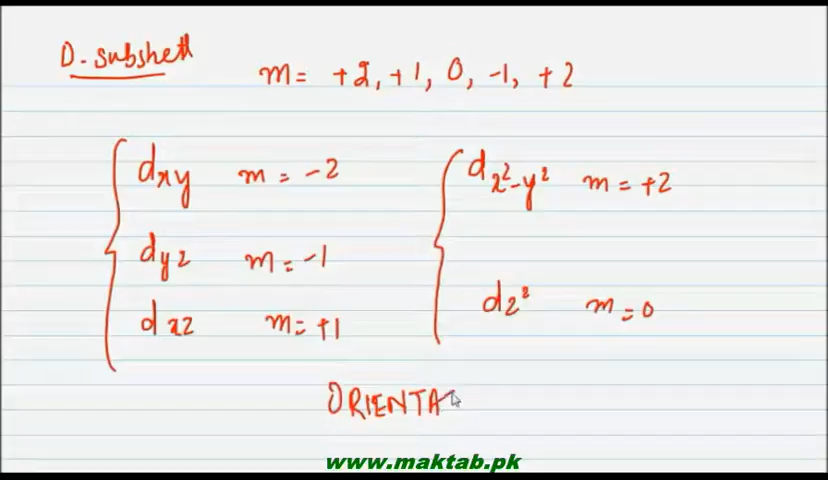 D. subshell
m = +2, +1, 0, -1, +2
dxy m = -2
dyz m = -1
dxz m = +1
dx²-y² m = +2
dz² m = 0
ORIENTA
www.maktab.pk